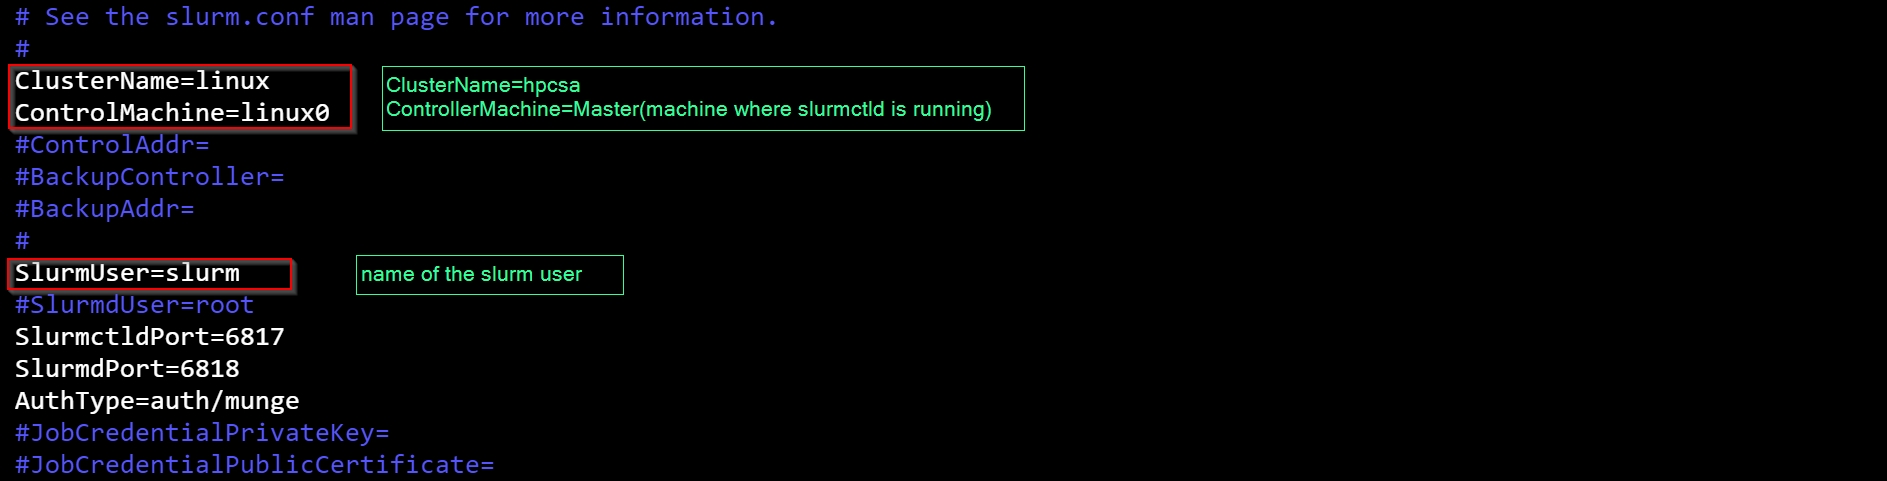 # See the slurm.conf man page for more information.
#
ClusterName=linux
ControlMachine=linux0
ClusterName=hpcsa
ControllerMachine=Master(machine where slurmctld is running)
#ControlAddr=
#BackupController=
#BackupAddr=
#
SlurmUser=slurm
name of the slurm user
#SlurmdUser=root
SlurmctldPort=6817
SlurmdPort=6818
AuthType=auth/munge
#JobCredentialPrivateKey=
#JobCredentialPublicCertificate=